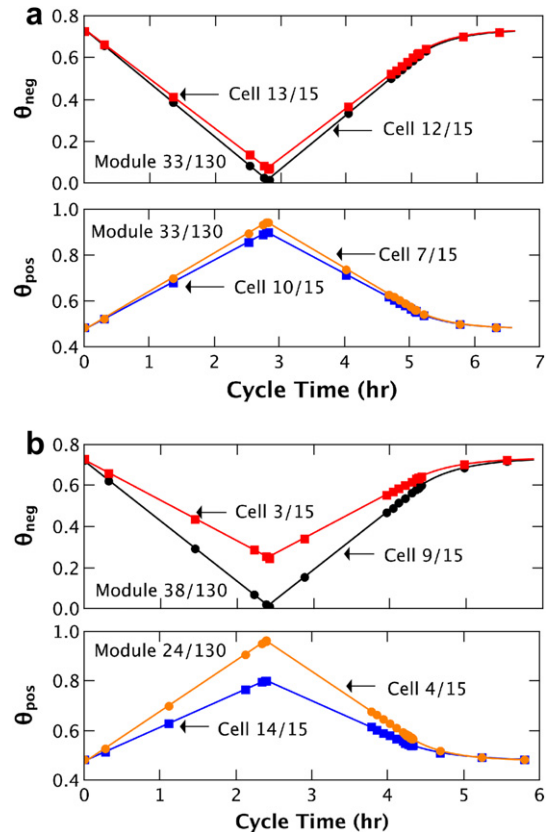 a
0.8
0.6
0.4
0.2
0.0
θneg
Cell 13/15
Cell 12/15
Module 33/130
1.0
0.8
0.6
0.4
θpos
Module 33/130
Cell 7/15
Cell 10/15
0 1 2 3 4 5 6 7
Cycle Time (hr)
b
0.8
0.6
0.4
0.2
0.0
θneg
Cell 3/15
Cell 9/15
Module 38/130
1.0
0.8
0.6
0.4
θpos
Module 24/130
Cell 4/15
Cell 14/15
0 1 2 3 4 5 6
Cycle Time (hr)